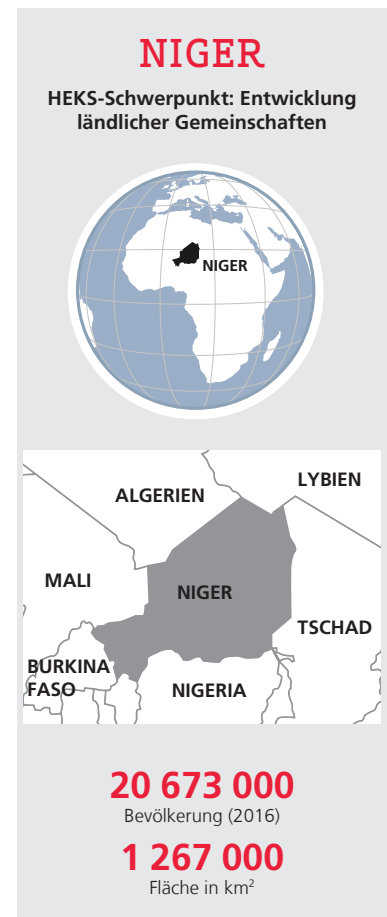 NIGER
HEKS-Schwerpunkt: Entwicklung
ländlicher Gemeinschaften
NIGER
LYBIEN
ALGERIEN
MALI
NIGER
TSCHAD
BURKINA
FASO
NIGERIA
20 673 000
Bevölkerung (2016)
1 267 000
Fläche in km²